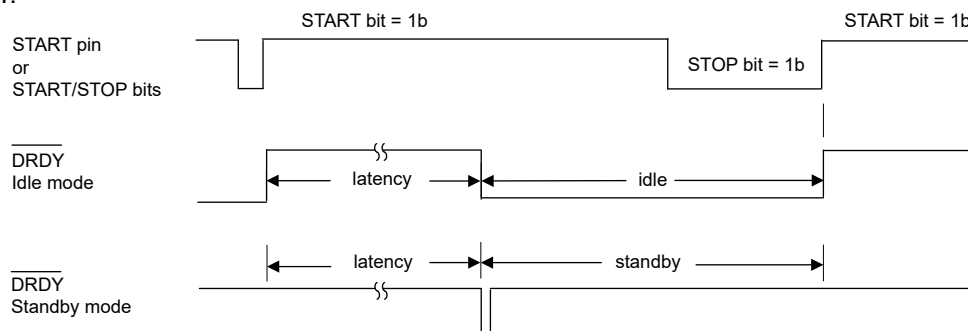 START bit = 1b
START bit = 1b
START pin
or
START/STOP bits
STOP bit = 1b
DRDY
Idle mode
latency
idle
DRDY
Standby mode
latency
standby